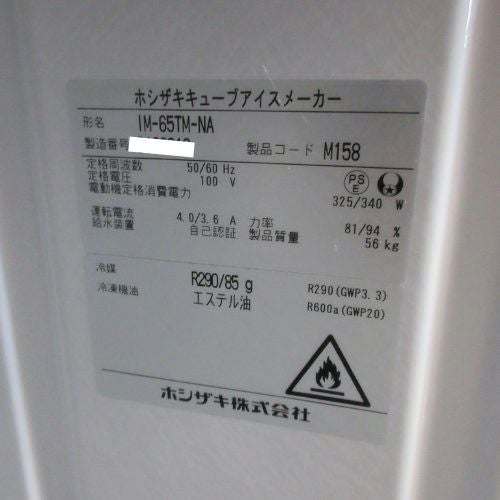 ホシザキキューブアイスメーカー
形名 IM-65TM-NA
製造番号
製品コード M158
定格周波数 50/60 Hz
定格電圧 100 V
PS E
電動機定格消費電力 325/340 W
運転電流 4.0/3.6 A 力率 81/94 %
給水装置 自己認証 製品質量 56 kg
冷媒 R290/85 g R290(GWP3.3)
冷凍機油 エステル油 R600a(GWP20)
ホシザキ株式会社